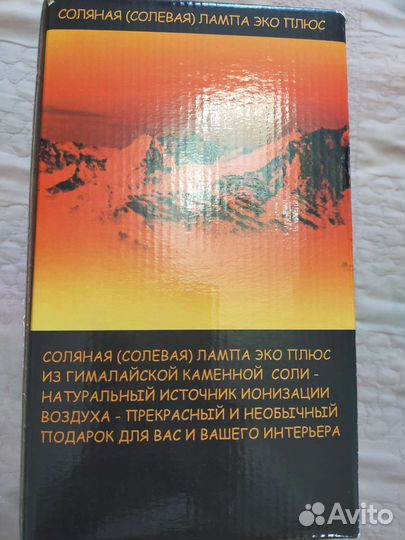 СОЛЯНАЯ (СОЛЕВАЯ) ЛАМПА ЭКО ПЛЮС
СОЛЯНАЯ (СОЛЕВАЯ) ЛАМПА ЭКО ПЛЮС
ИЗ ГИМАЛАЙСКОЙ КАМЕННОЙ СОЛИ -
НАТУРАЛЬНЫЙ ИСТОЧНИК ИОНИЗАЦИИ
ВОЗДУХА - ПРЕКРАСНЫЙ И НЕОБЫЧНЫЙ
ПОДАРОК ДЛЯ ВАС И ВАШЕГО ИНТЕРЬЕРА
Avito